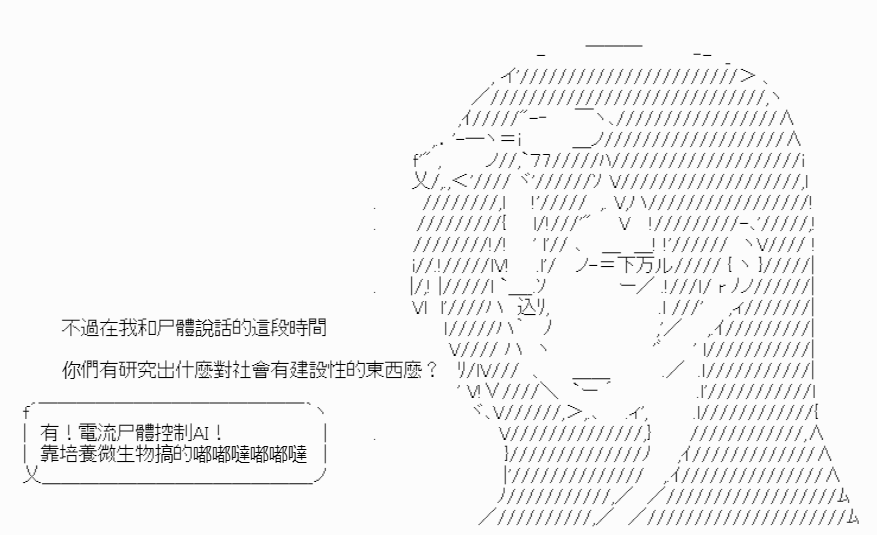 不過在我和尸體說話的這段時間
你們有研究出什麼對社會有建設性的東西麼？
有！電流尸體控制AI！
靠培養微生物搞的嘟嘟噠嘟嘟噠